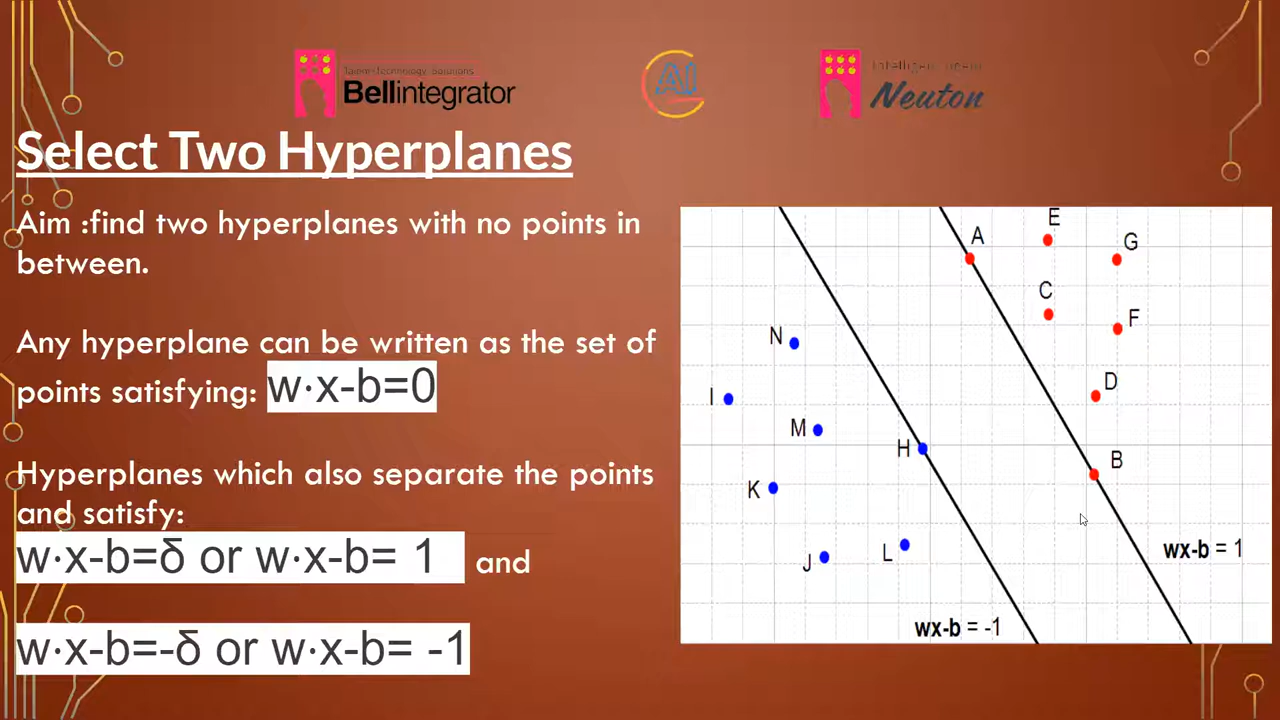 Bellintegrator
AI
Neuton
Select Two Hyperplanes
Aim :find two hyperplanes with no points in
between.
Any hyperplane can be written as the set of
points satisfying: w·x-b=0
Hyperplanes which also separate the points
and satisfy:
w·x-b=δ or w·x-b= 1 and
w·x-b=-δ or w·x-b= -1
E
A
G
C
F
N
D
I
M
H
B
K
L
J
wx-b = 1
wx-b = -1